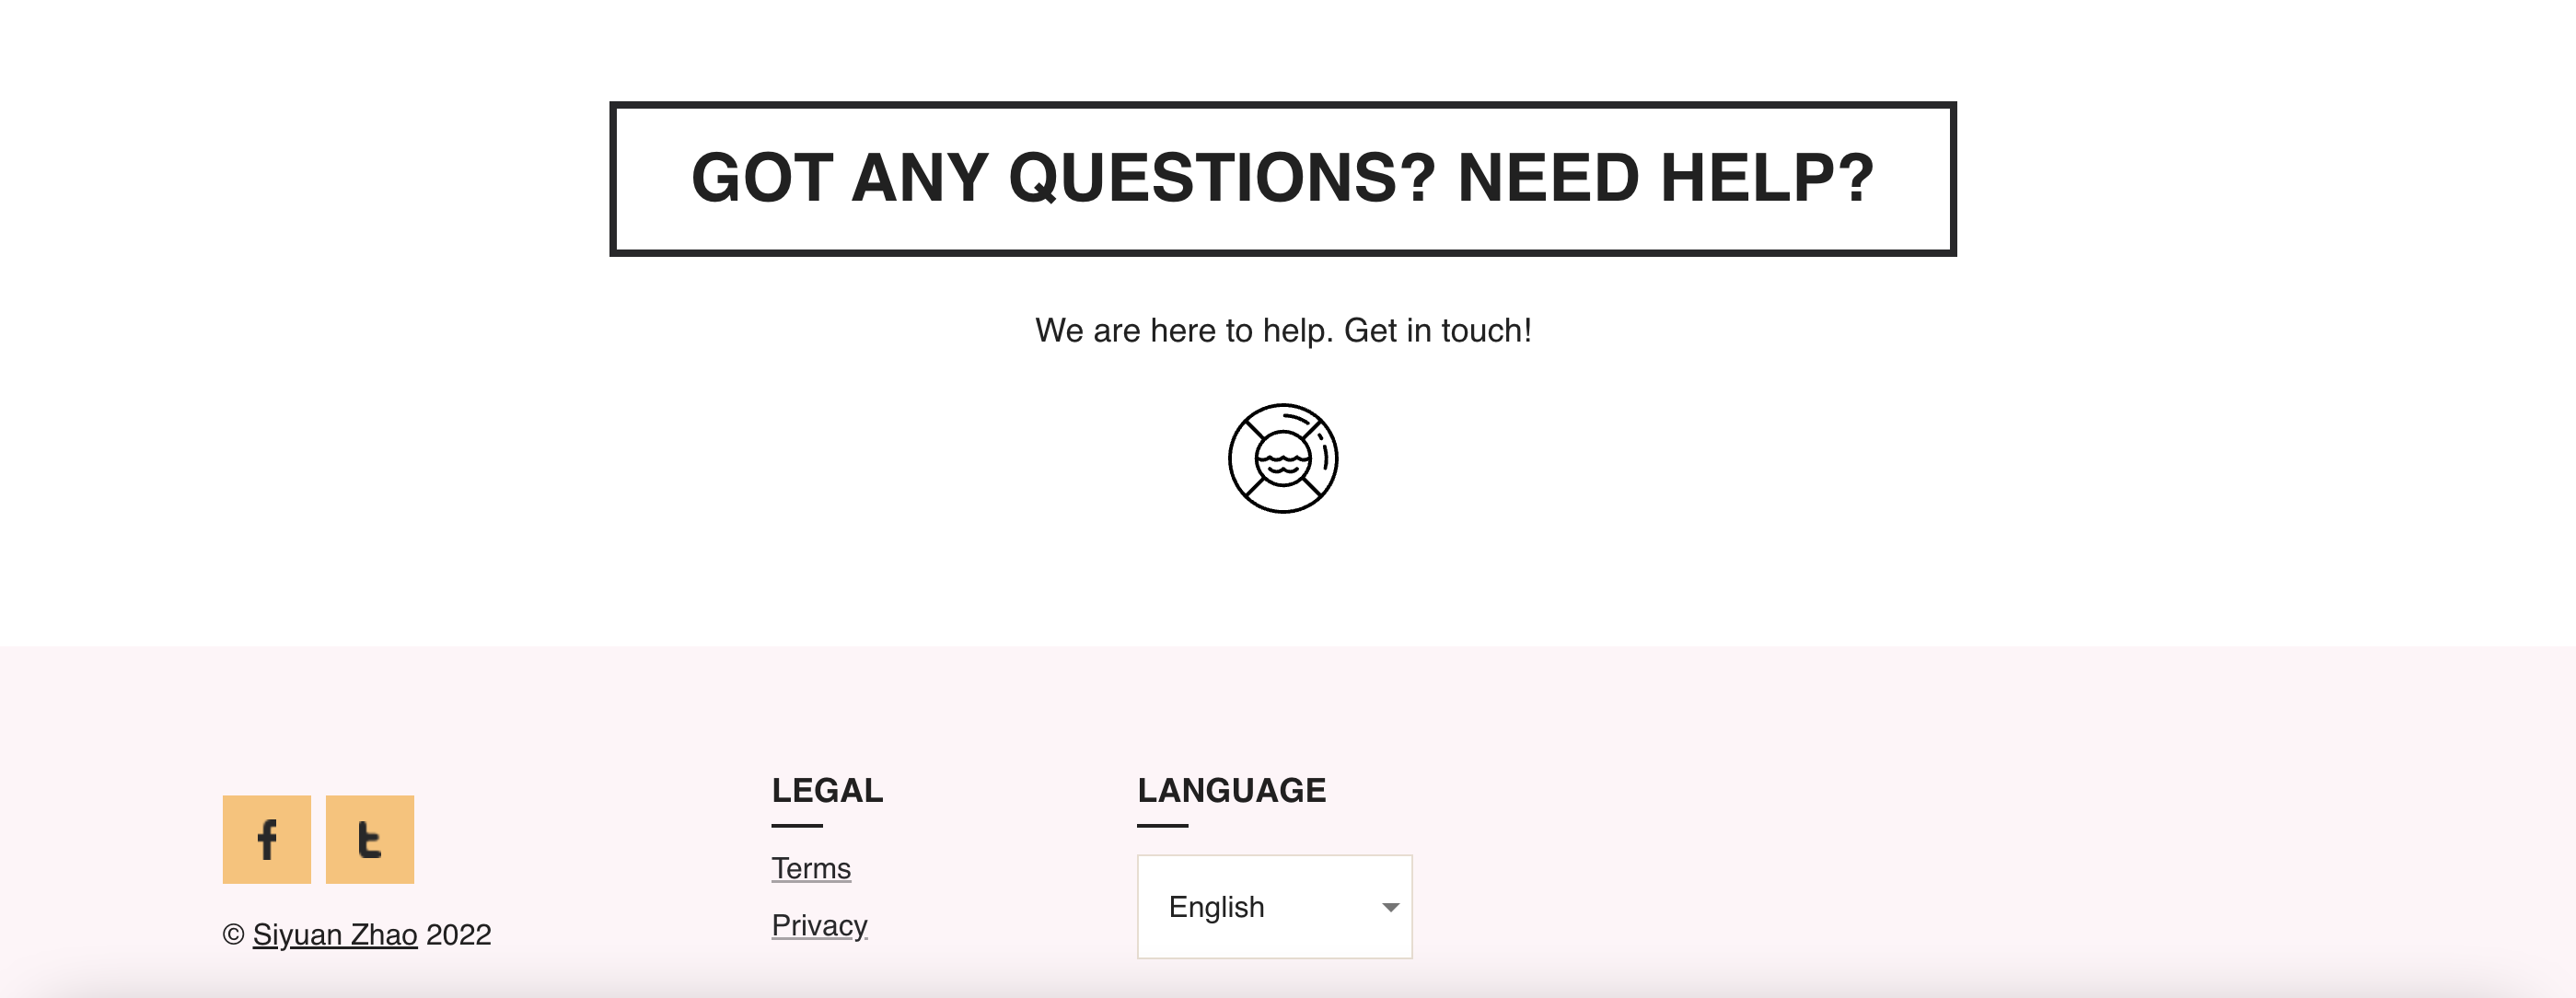 GOT ANY QUESTIONS? NEED HELP?
We are here to help. Get in touch!
f t
© Siyuan Zhao 2022
LEGAL
Terms
Privacy
LANGUAGE
English